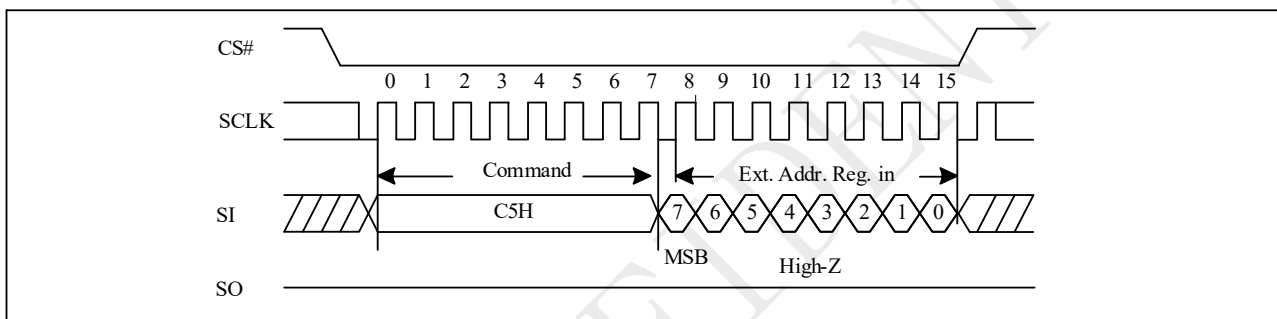 CS#
0 1 2 3 4 5 6 7 8 9 10 11 12 13 14 15
SCLK
Command
Ext. Addr. Reg. in
SI
C5H
7 6 5 4 3 2 1 0
MSB
High-Z
SO